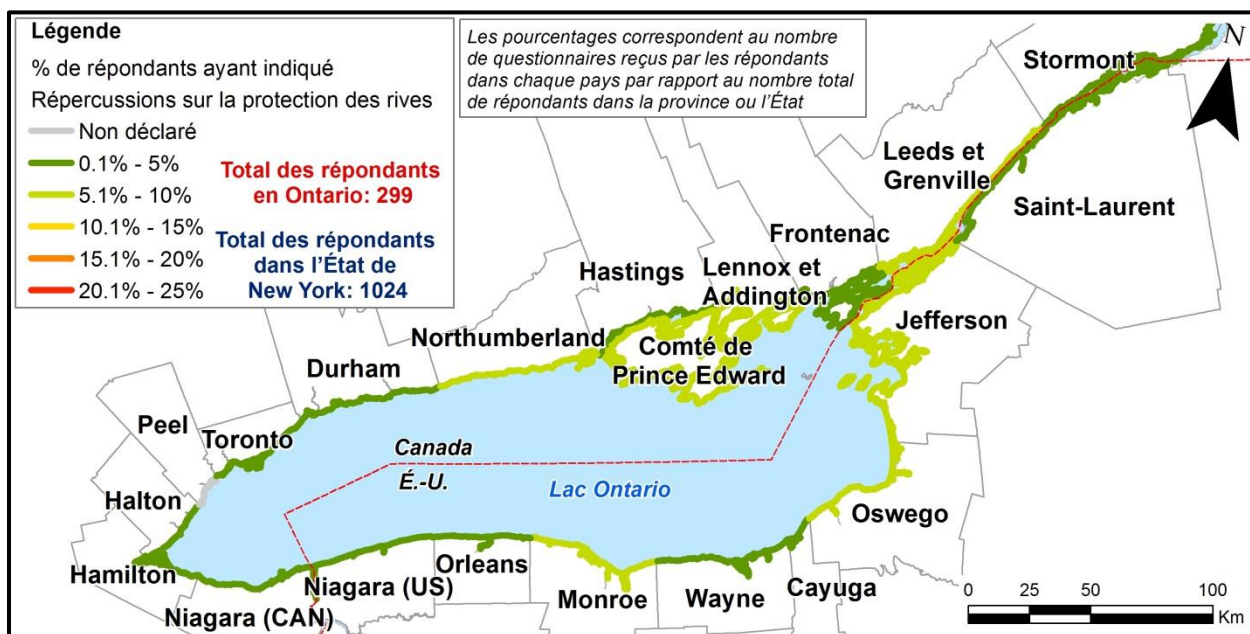 Légende
% de répondants ayant indiqué
Répercussions sur la protection des rives
Non déclaré
0.1% - 5%
5.1% - 10%
10.1% - 15%
15.1% - 20%
20.1% - 25%
Total des répondants
en Ontario: 299
Total des répondants
dans l'État de
New York: 1024
Les pourcentages correspondent au nombre
de questionnaires reçus par les répondants
dans chaque pays par rapport au nombre total
de répondants dans la province ou l'État
N
Stormont
Leeds et
Grenville
Saint-Laurent
Frontenac
Lennox et
Addington
Hastings
Jefferson
Northumberland
Comté de
Prince Edward
Durham
Peel
Toronto
Canada
É.-U.
Lac Ontario
Halton
Oswego
Hamilton
Niagara (US)
Orleans
Niagara (CAN)
Monroe
Wayne
Cayuga
0 25 50 100
Km